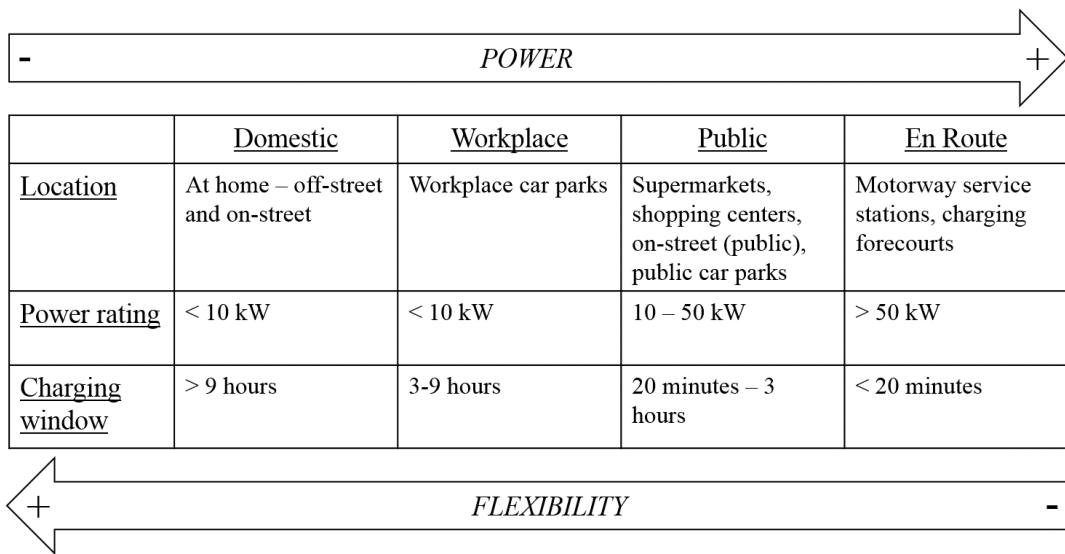 - POWER +
Domestic Workplace Public En Route
Location At home – off-street Workplace car parks Supermarkets, Motorway service
and on-street shopping centers, stations, charging
on-street (public), forecourts
public car parks
Power rating < 10 kW < 10 kW 10 – 50 kW > 50 kW
Charging > 9 hours 3-9 hours 20 minutes – 3 < 20 minutes
window hours
+ FLEXIBILITY -